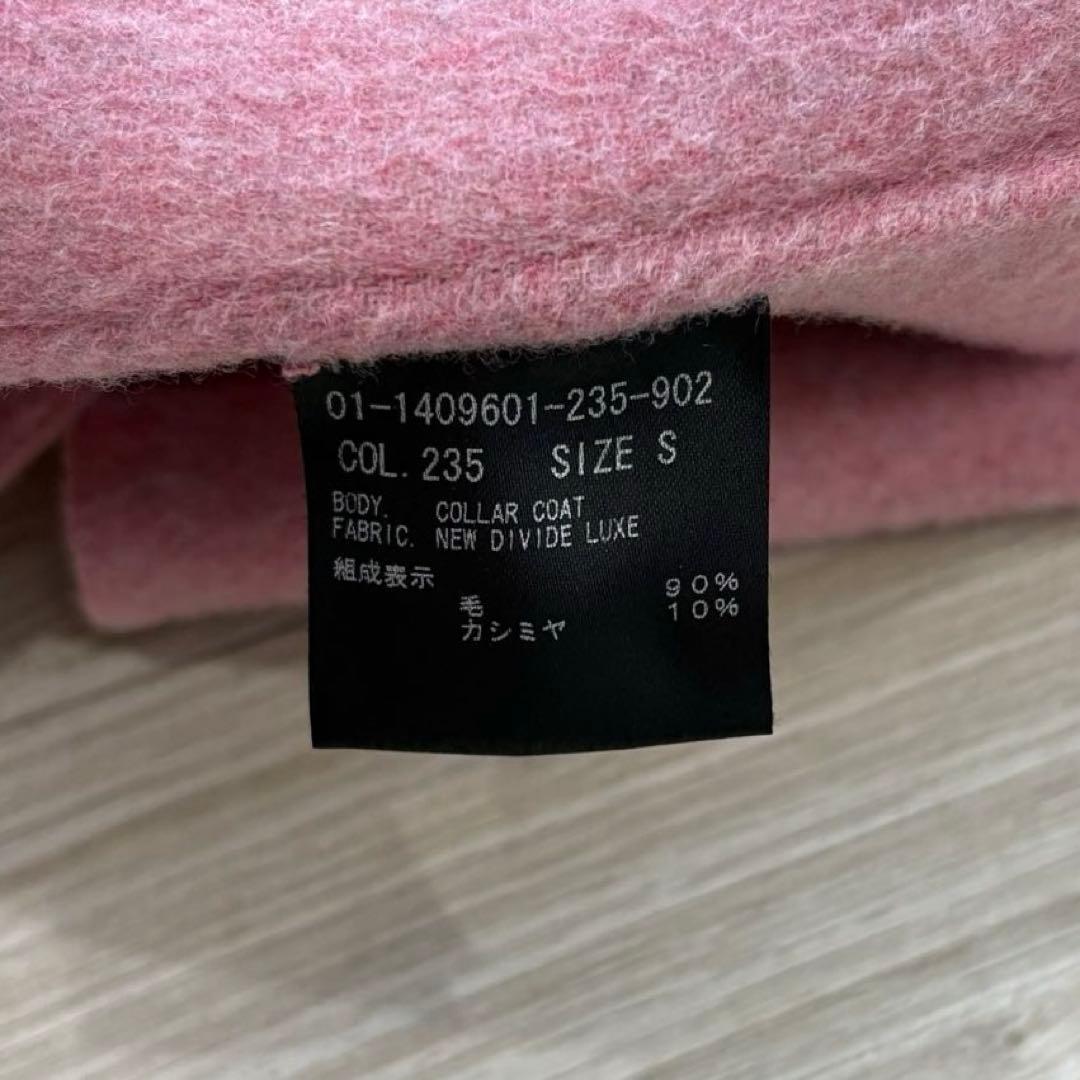 01-1409601-235-902
COL. 235 SIZE S
BODY. COLLAR COAT
FABRIC. NEW DIVIDE LUXE
組成表示
毛 90%
カシミヤ 10%